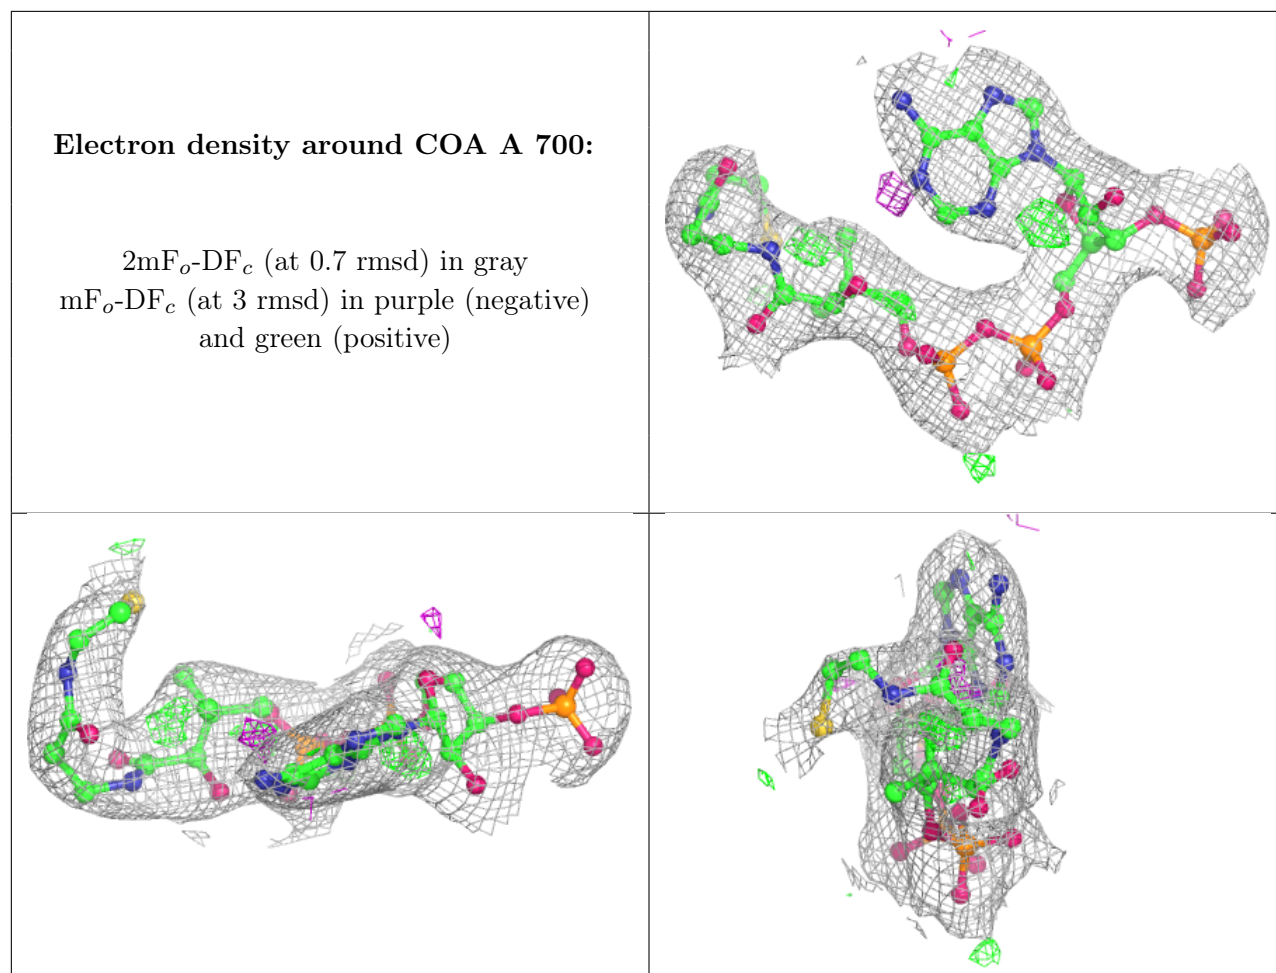 Electron density around COA A 700:
2mFo-DFc (at 0.7 rmsd) in gray
mFo-DFc (at 3 rmsd) in purple (negative)
and green (positive)